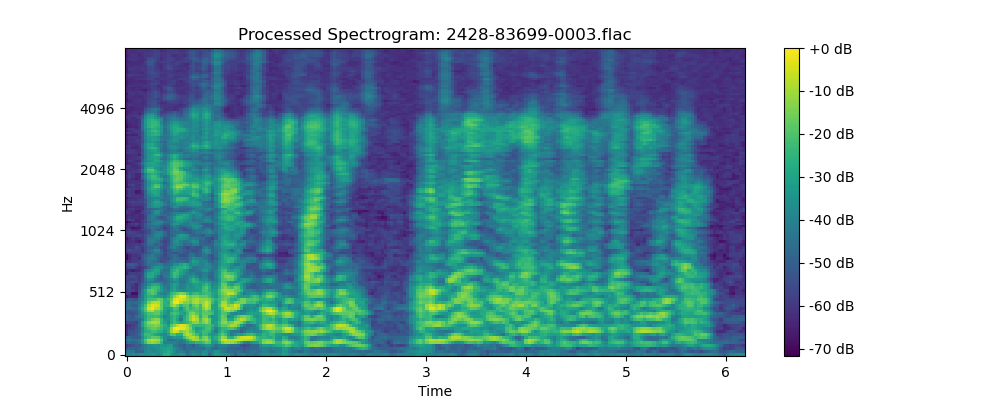 Processed Spectrogram: 2428-83699-0003.flac
Hz
4096
2048
1024
512
0
0 1 2 3 4 5 6
Time
+0 dB
-10 dB
-20 dB
-30 dB
-40 dB
-50 dB
-60 dB
-70 dB